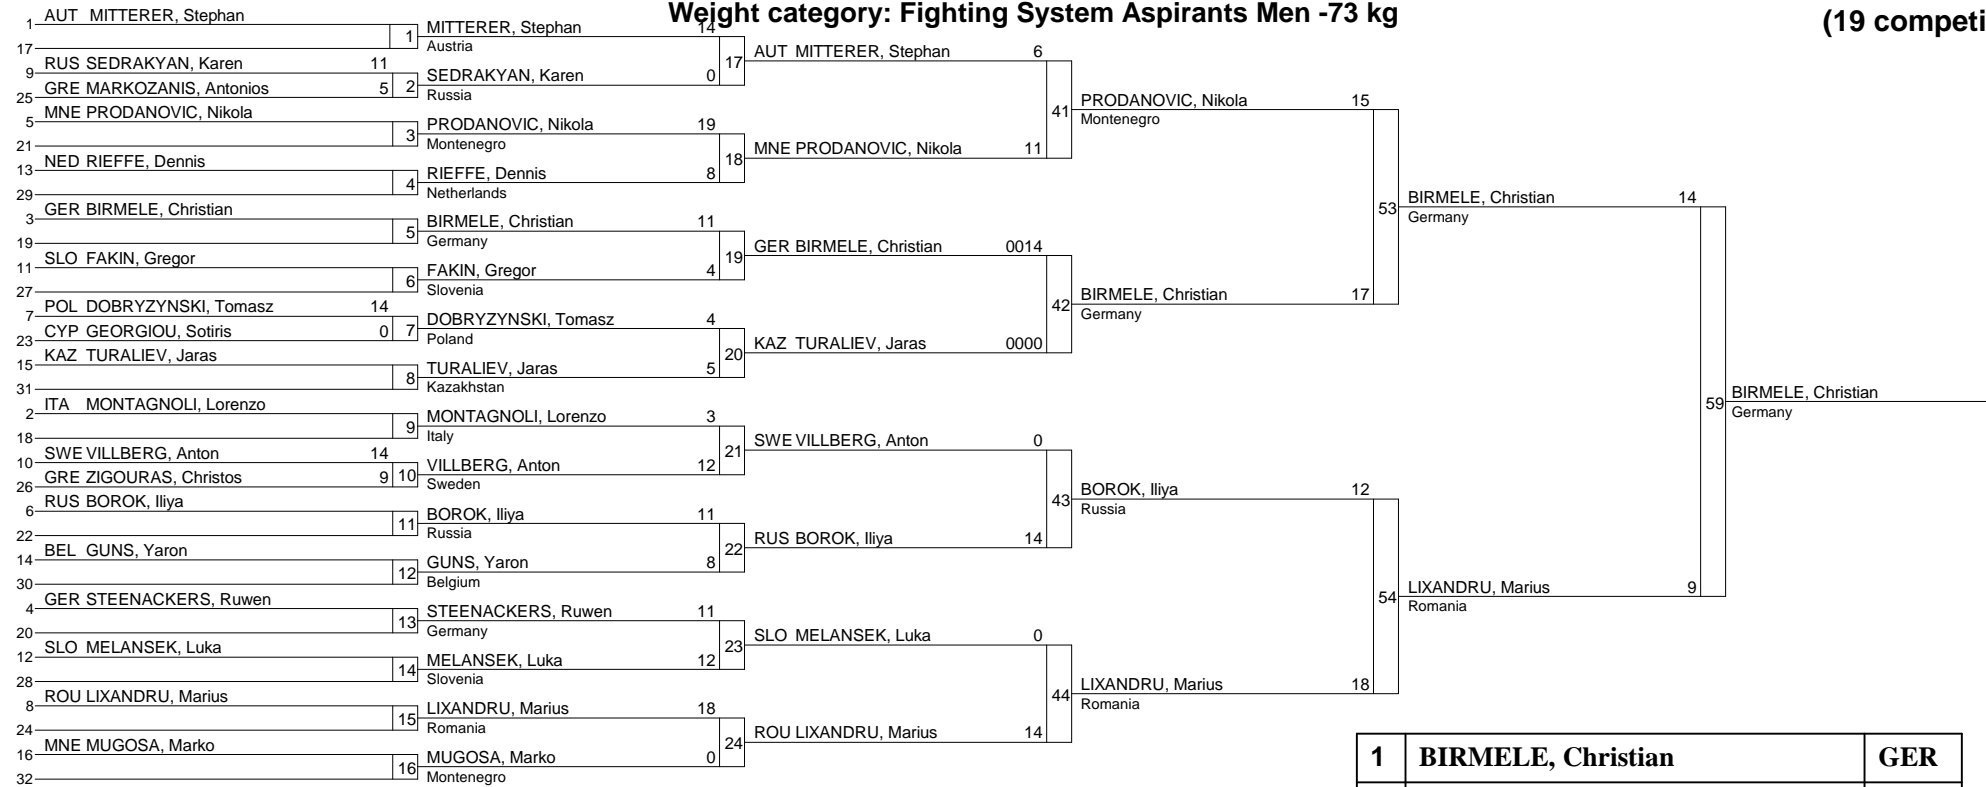 Weight category: Fighting System Aspirants Men -73 kg
(19 competi
1 AUT MITTERER, Stephan
17
1
9 RUS SEDRAKYAN, Karen 11
25 GRE MARKOZANIS, Antonios 5
2
5 MNE PRODANOVIC, Nikola
21
3
13 NED RIEFFE, Dennis
29
4
3 GER BIRMELE, Christian
19
5
11 SLO FAKIN, Gregor
27
6
7 POL DOBRYZYNSKI, Tomasz 14
23 CYP GEORGIOU, Sotiris 0
7
15 KAZ TURALIEV, Jaras
31
8
2 ITA MONTAGNOLI, Lorenzo
18
9
10 SWE VILLBERG, Anton 14
26 GRE ZIGOURAS, Christos 9
10
6 RUS BOROK, Iliya
22
11
14 BEL GUNS, Yaron
30
12
4 GER STEENACKERS, Ruwen
20
13
12 SLO MELANSEK, Luka
28
14
8 ROU LIXANDRU, Marius
24
15
16 MNE MUGOSA, Marko
32
16
MITTERER, Stephan 14
Austria
17
SEDRAKYAN, Karen 0
Russia
PRODANOVIC, Nikola 19
Montenegro
18
RIEFFE, Dennis 8
Netherlands
BIRMELE, Christian 11
Germany
19
FAKIN, Gregor 4
Slovenia
DOBRYZYNSKI, Tomasz 4
Poland
20
TURALIEV, Jaras 5
Kazakhstan
MONTAGNOLI, Lorenzo 3
Italy
21
VILLBERG, Anton 12
Sweden
BOROK, Iliya 11
Russia
22
GUNS, Yaron 8
Belgium
STEENACKERS, Ruwen 11
Germany
23
MELANSEK, Luka 12
Slovenia
LIXANDRU, Marius 18
Romania
24
MUGOSA, Marko 0
Montenegro
AUT MITTERER, Stephan 6
41
MNE PRODANOVIC, Nikola 11
GER BIRMELE, Christian 0014
42
KAZ TURALIEV, Jaras 0000
SWE VILLBERG, Anton 0
43
RUS BOROK, Iliya 14
SLO MELANSEK, Luka 0
44
ROU LIXANDRU, Marius 14
PRODANOVIC, Nikola 15
Montenegro
53
BIRMELE, Christian 17
Germany
BOROK, Iliya 12
Russia
54
LIXANDRU, Marius 18
Romania
BIRMELE, Christian 14
Germany
59
LIXANDRU, Marius 9
Romania
BIRMELE, Christian
Germany
1 BIRMELE, Christian GER